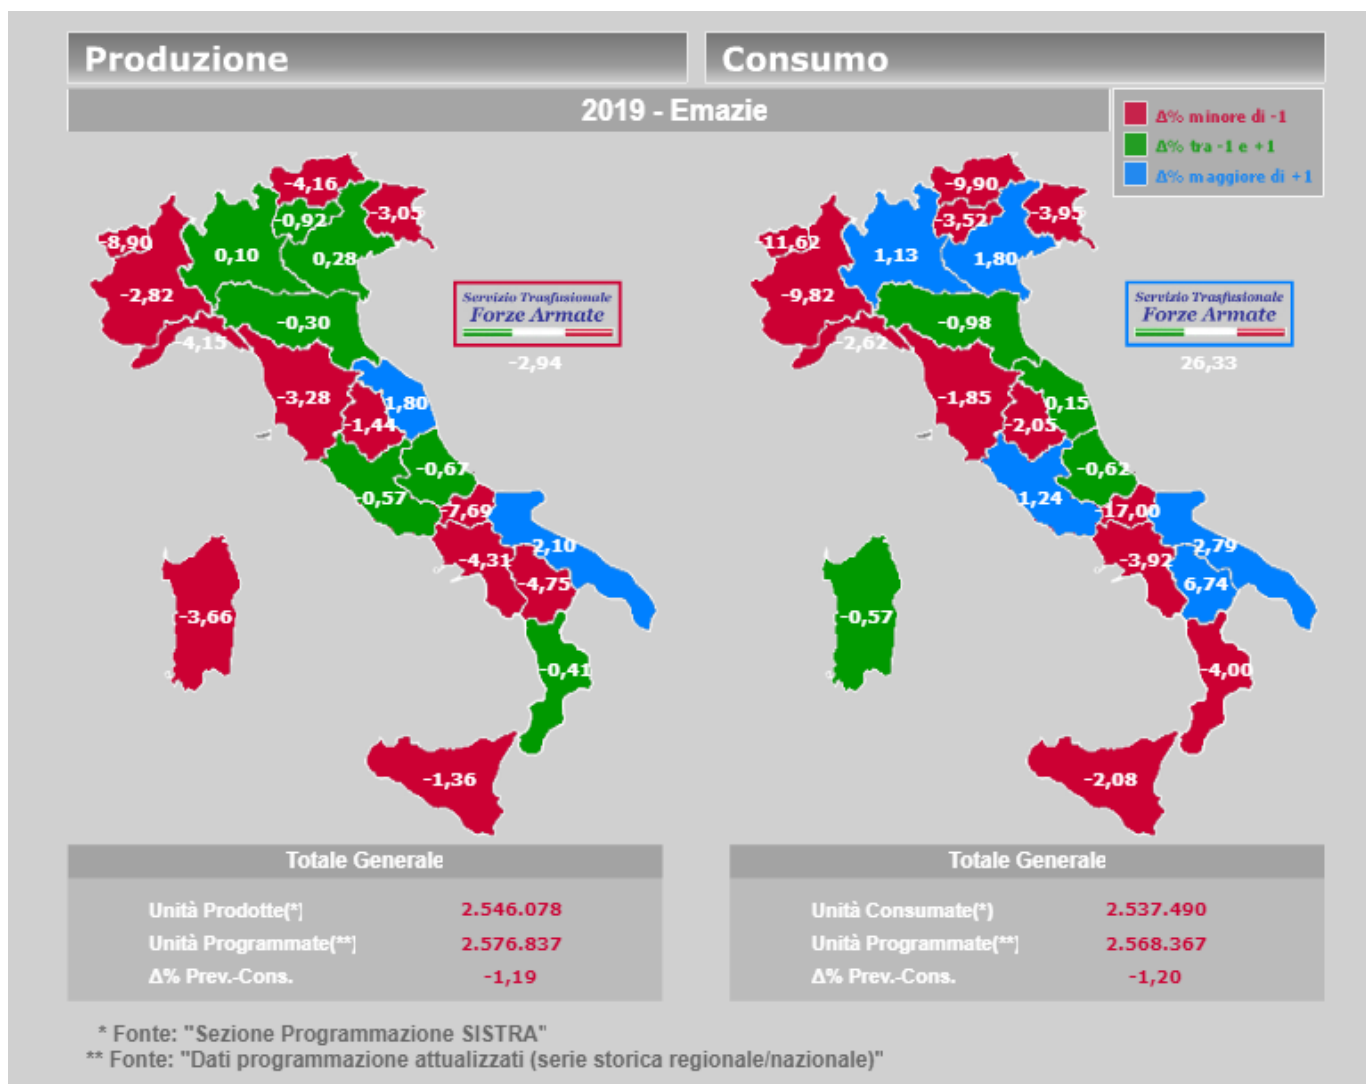 Produzione
Consumo
2019 - Emazie
Δ% minore di -1
Δ% tra -1 e +1
Δ% maggiore di +1
-4,16
-0,92
-3,05
-8,90
0,10
0,28
-2,82
-0,30
-4,15
Servizio Trasfusionale
Forze Armate
-2,94
-3,28
1,80
-1,44
-0,67
-0,57
-7,69
2,10
-4,31
-4,75
-3,66
-0,41
-1,36
-9,90
-3,52
-3,95
-11,62
1,13
1,80
-9,82
-0,98
-2,62
Servizio Trasfusionale
Forze Armate
26,33
-1,85
0,15
-2,05
-0,62
1,24
-17,00
2,79
-3,92
6,74
-0,57
-4,00
-2,08
Totale Generale
Unità Prodotte(*)
2.546.078
Unità Programmate(**)
2.576.837
Δ% Prev.-Cons.
-1,19
Totale Generale
Unità Consumate(*)
2.537.490
Unità Programmate(**)
2.568.367
Δ% Prev.-Cons.
-1,20
* Fonte: "Sezione Programmazione SISTRA"
** Fonte: "Dati programmazione attualizzati (serie storica regionale/nazionale)"